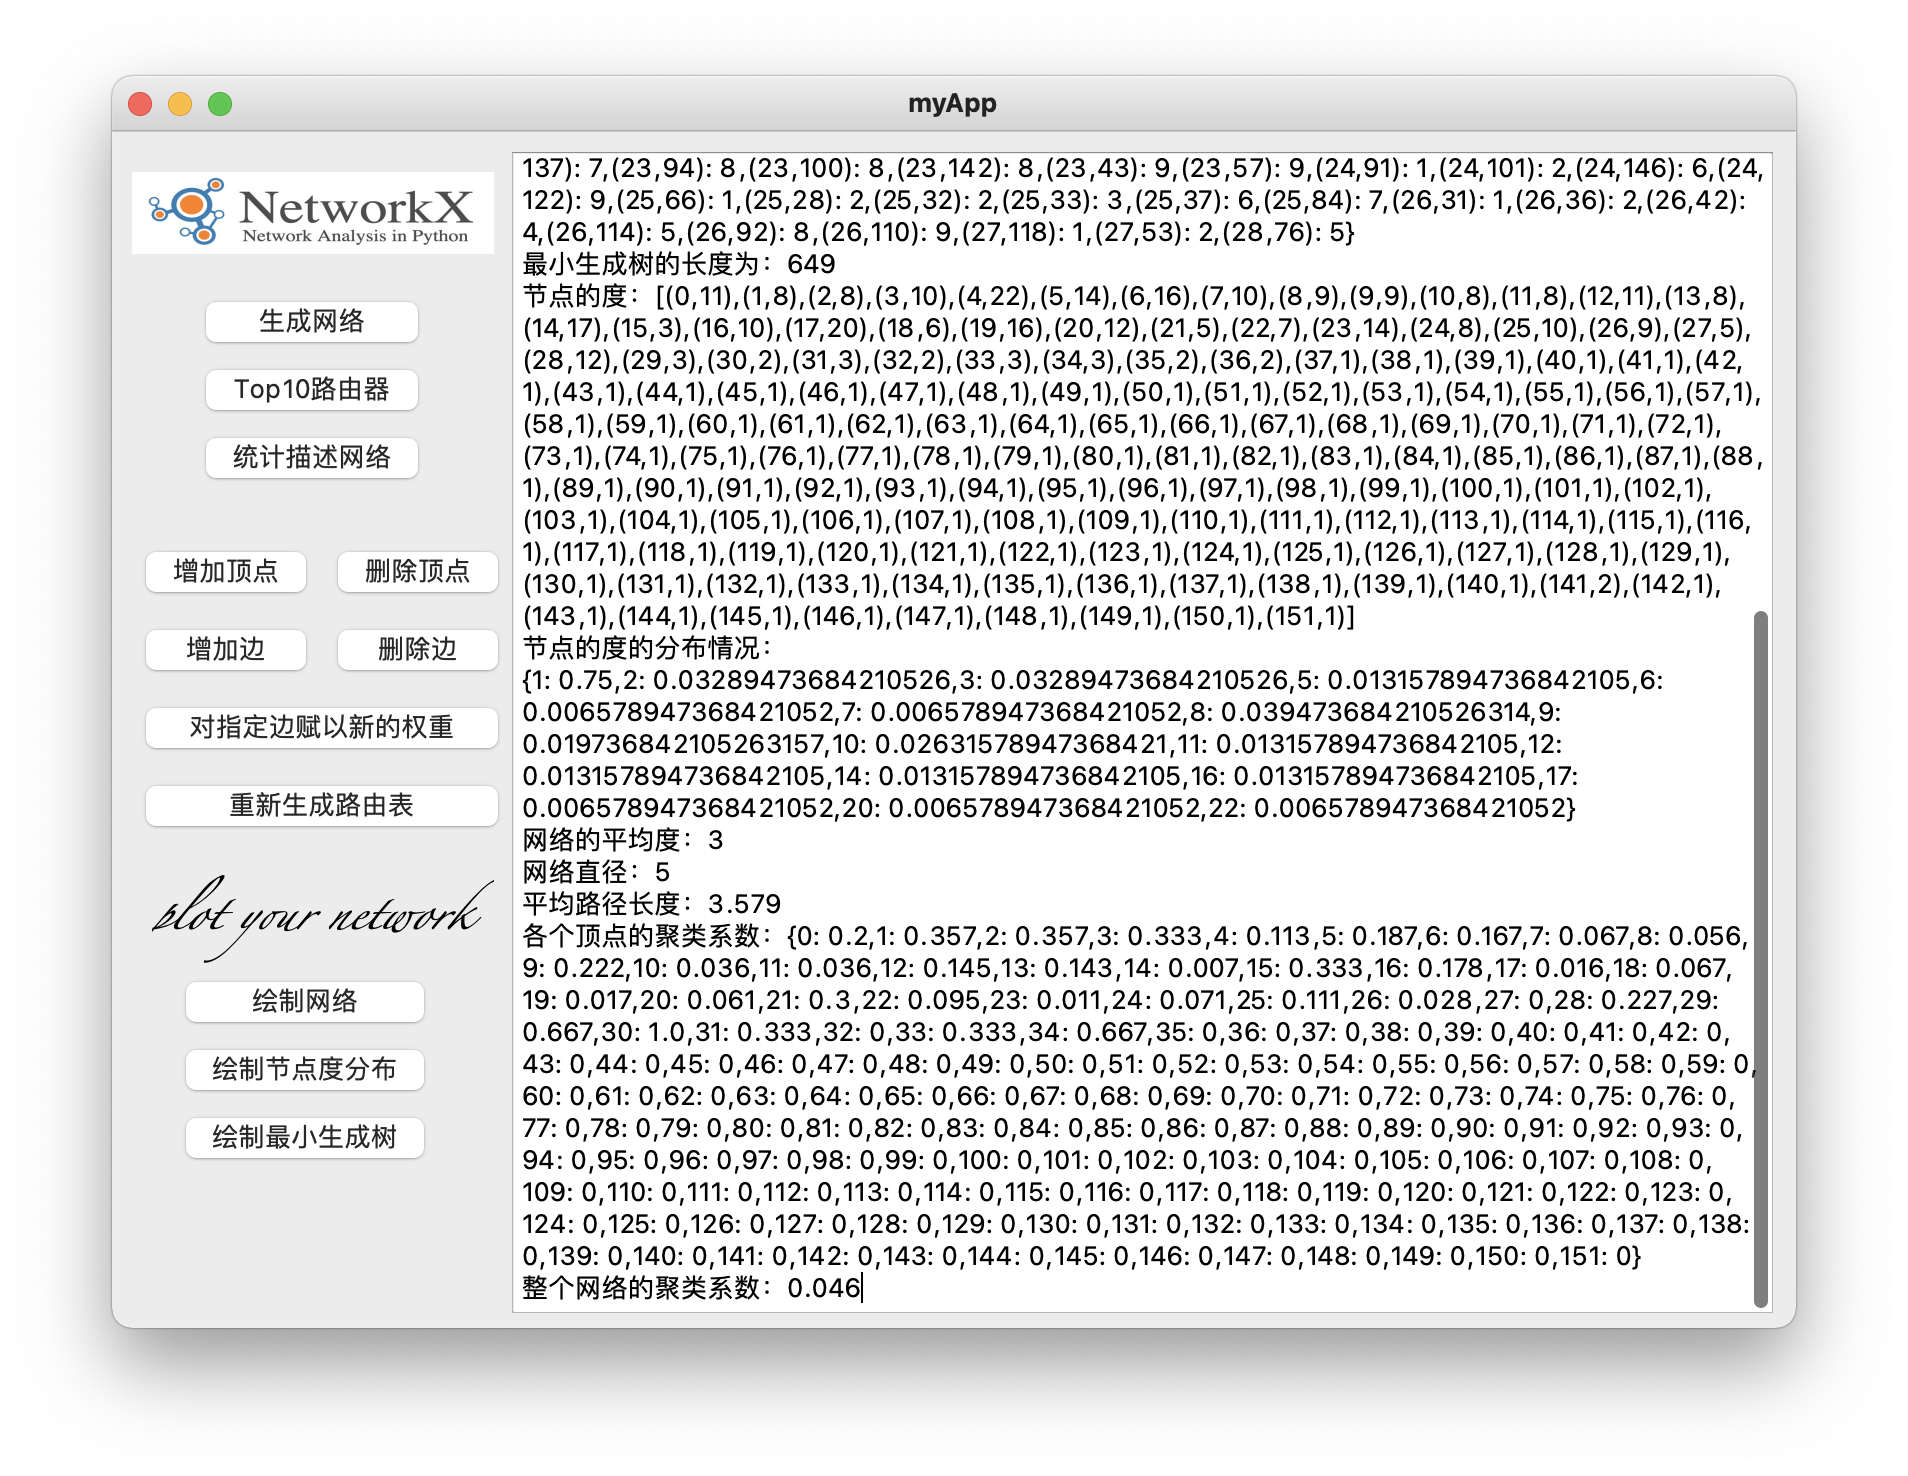 myApp
NetworkX
Network Analysis in Python
生成网络
Top10路由器
统计描述网络
增加顶点
删除顶点
增加边
删除边
对指定边赋以新的权重
重新生成路由表
plot your network
绘制网络
绘制节点度分布
绘制最小生成树
137): 7,(23,94): 8,(23,100): 8,(23,142): 8,(23,43): 9,(23,57): 9,(24,91): 1,(24,101): 2,(24,146): 6,(24,
122): 9,(25,66): 1,(25,28): 2,(25,32): 2,(25,33): 3,(25,37): 6,(25,84): 7,(26,31): 1,(26,36): 2,(26,42):
4,(26,114): 5,(26,92): 8,(26,110): 9,(27,118): 1,(27,53): 2,(28,76): 5}
最小生成树的长度为：649
节点的度：[(0,11),(1,8),(2,8),(3,10),(4,22),(5,14),(6,16),(7,10),(8,9),(9,9),(10,8),(11,8),(12,11),(13,8),
(14,17),(15,3),(16,10),(17,20),(18,6),(19,16),(20,12),(21,5),(22,7),(23,14),(24,8),(25,10),(26,9),(27,5),
(28,12),(29,3),(30,2),(31,3),(32,2),(33,3),(34,3),(35,2),(36,2),(37,1),(38,1),(39,1),(40,1),(41,1),(42,
1),(43,1),(44,1),(45,1),(46,1),(47,1),(48,1),(49,1),(50,1),(51,1),(52,1),(53,1),(54,1),(55,1),(56,1),(57,1),
(58,1),(59,1),(60,1),(61,1),(62,1),(63,1),(64,1),(65,1),(66,1),(67,1),(68,1),(69,1),(70,1),(71,1),(72,1),
(73,1),(74,1),(75,1),(76,1),(77,1),(78,1),(79,1),(80,1),(81,1),(82,1),(83,1),(84,1),(85,1),(86,1),(87,1),(88,
1),(89,1),(90,1),(91,1),(92,1),(93,1),(94,1),(95,1),(96,1),(97,1),(98,1),(99,1),(100,1),(101,1),(102,1),
(103,1),(104,1),(105,1),(106,1),(107,1),(108,1),(109,1),(110,1),(111,1),(112,1),(113,1),(114,1),(115,1),(116,
1),(117,1),(118,1),(119,1),(120,1),(121,1),(122,1),(123,1),(124,1),(125,1),(126,1),(127,1),(128,1),(129,1),
(130,1),(131,1),(132,1),(133,1),(134,1),(135,1),(136,1),(137,1),(138,1),(139,1),(140,1),(141,2),(142,1),
(143,1),(144,1),(145,1),(146,1),(147,1),(148,1),(149,1),(150,1),(151,1)]
节点的度的分布情况：
{1: 0.75,2: 0.03289473684210526,3: 0.03289473684210526,5: 0.013157894736842105,6:
0.006578947368421052,7: 0.006578947368421052,8: 0.039473684210526314,9:
0.019736842105263157,10: 0.02631578947368421,11: 0.013157894736842105,12:
0.013157894736842105,14: 0.013157894736842105,16: 0.013157894736842105,17:
0.006578947368421052,20: 0.006578947368421052,22: 0.006578947368421052}
网络的平均度：3
网络直径：5
平均路径长度：3.579
各个顶点的聚类系数：{0: 0.2,1: 0.357,2: 0.357,3: 0.333,4: 0.113,5: 0.187,6: 0.167,7: 0.067,8: 0.056,
9: 0.222,10: 0.036,11: 0.036,12: 0.145,13: 0.143,14: 0.007,15: 0.333,16: 0.178,17: 0.016,18: 0.067,
19: 0.017,20: 0.061,21: 0.3,22: 0.095,23: 0.011,24: 0.071,25: 0.111,26: 0.028,27: 0,28: 0.227,29:
0.667,30: 1.0,31: 0.333,32: 0,33: 0.333,34: 0.667,35: 0,36: 0,37: 0,38: 0,39: 0,40: 0,41: 0,42: 0,
43: 0,44: 0,45: 0,46: 0,47: 0,48: 0,49: 0,50: 0,51: 0,52: 0,53: 0,54: 0,55: 0,56: 0,57: 0,58: 0,59: 0,
60: 0,61: 0,62: 0,63: 0,64: 0,65: 0,66: 0,67: 0,68: 0,69: 0,70: 0,71: 0,72: 0,73: 0,74: 0,75: 0,76: 0,
77: 0,78: 0,79: 0,80: 0,81: 0,82: 0,83: 0,84: 0,85: 0,86: 0,87: 0,88: 0,89: 0,90: 0,91: 0,92: 0,93: 0,
94: 0,95: 0,96: 0,97: 0,98: 0,99: 0,100: 0,101: 0,102: 0,103: 0,104: 0,105: 0,106: 0,107: 0,108: 0,
109: 0,110: 0,111: 0,112: 0,113: 0,114: 0,115: 0,116: 0,117: 0,118: 0,119: 0,120: 0,121: 0,122: 0,123: 0,
124: 0,125: 0,126: 0,127: 0,128: 0,129: 0,130: 0,131: 0,132: 0,133: 0,134: 0,135: 0,136: 0,137: 0,138:
0,139: 0,140: 0,141: 0,142: 0,143: 0,144: 0,145: 0,146: 0,147: 0,148: 0,149: 0,150: 0,151: 0}
整个网络的聚类系数：0.046